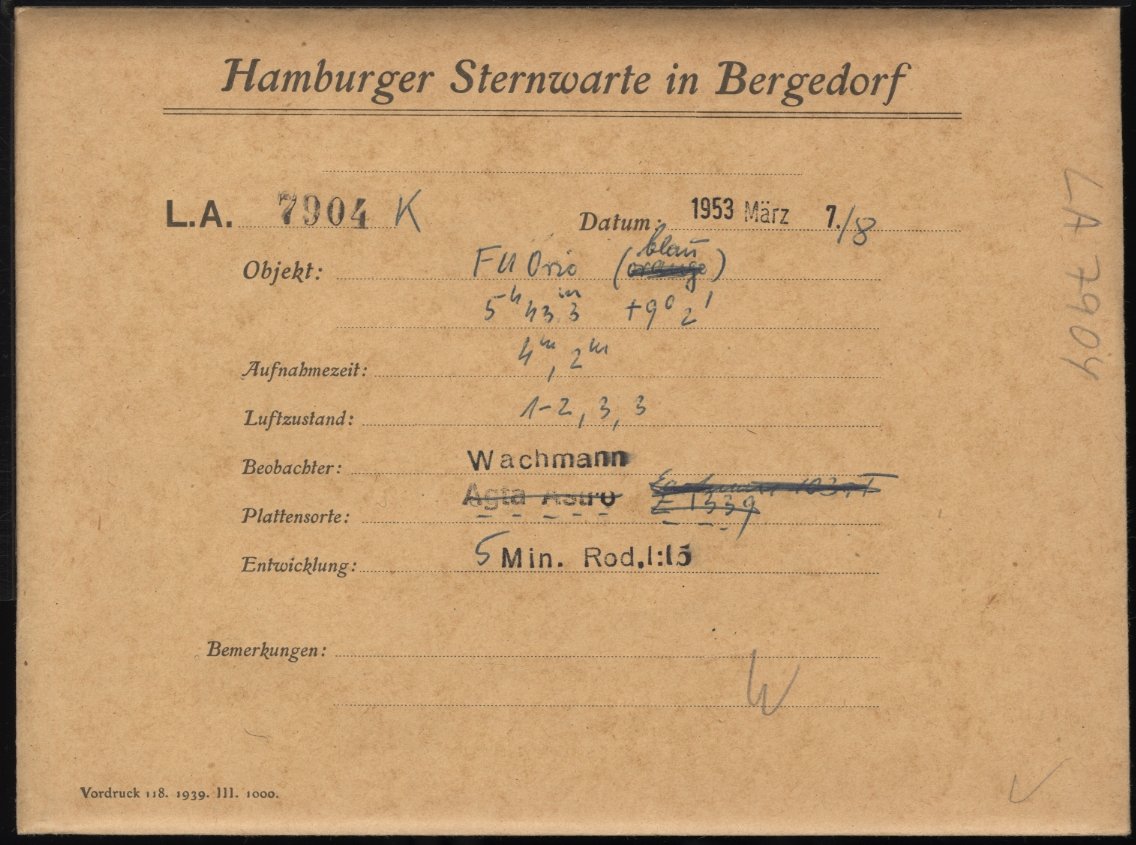 Hamburger Sternwarte in Bergedorf
L.A. 7904 K Datum: 1953 März 7./8
Objekt: FU Orio (blau orange)
5h 43m3 +9° 2'
Aufnahmezeit: 4m, 2m
Luftzustand: 1-2, 3, 3
Beobachter: Wachmann
Plattensorte: Agfa Astro
Entwicklung: 5 Min. Rod. 1:15
Bemerkungen:
W
Vordruck 118. 1939. III. 1000.
LA 7904